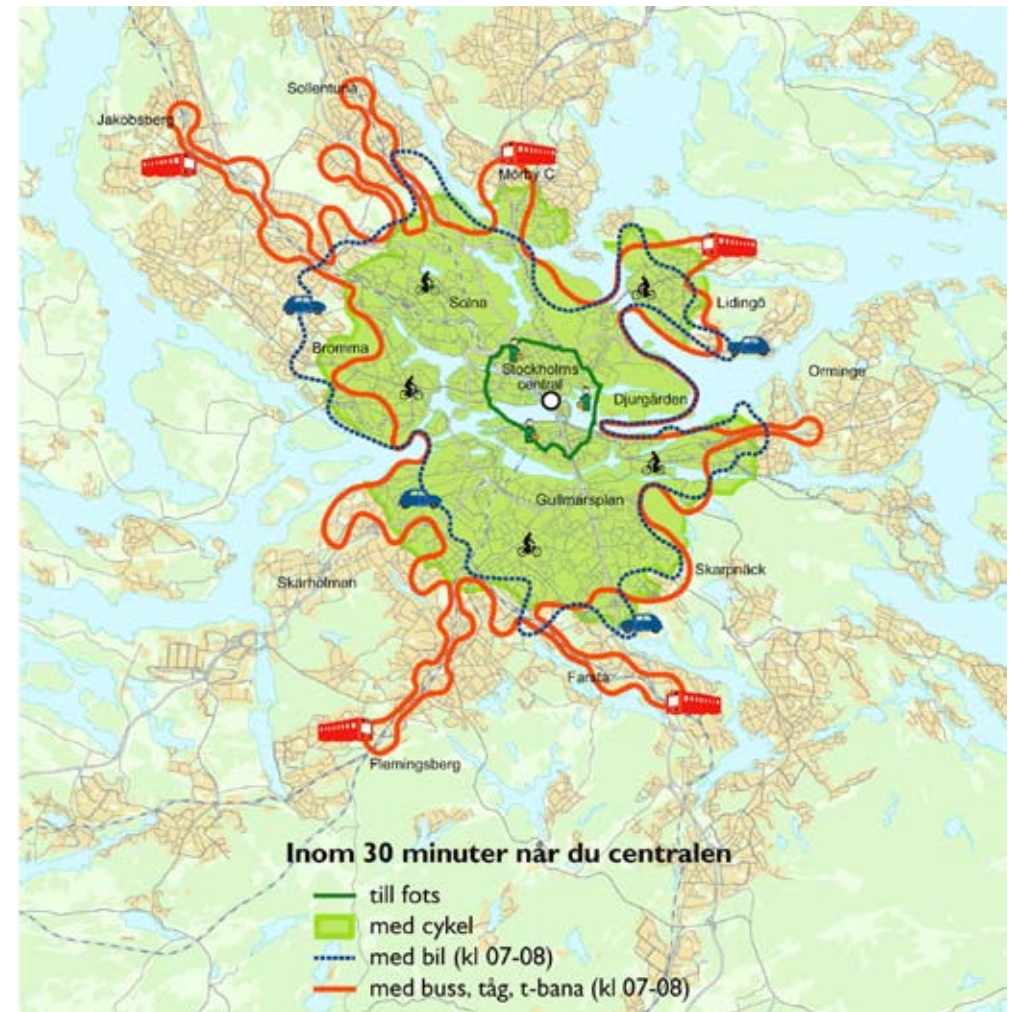 Sollentuna
Jakobsberg
Mörby C
Solna
Lidingö
Bromma
Stockholms
central
Orminge
Djurgården
Gullmarsplan
Skarpnäck
Skärholman
Farsta
Flemingsberg
Inom 30 minuter når du centralen
till fots
med cykel
med bil (kl 07-08)
med buss, tåg, t-bana (kl 07-08)